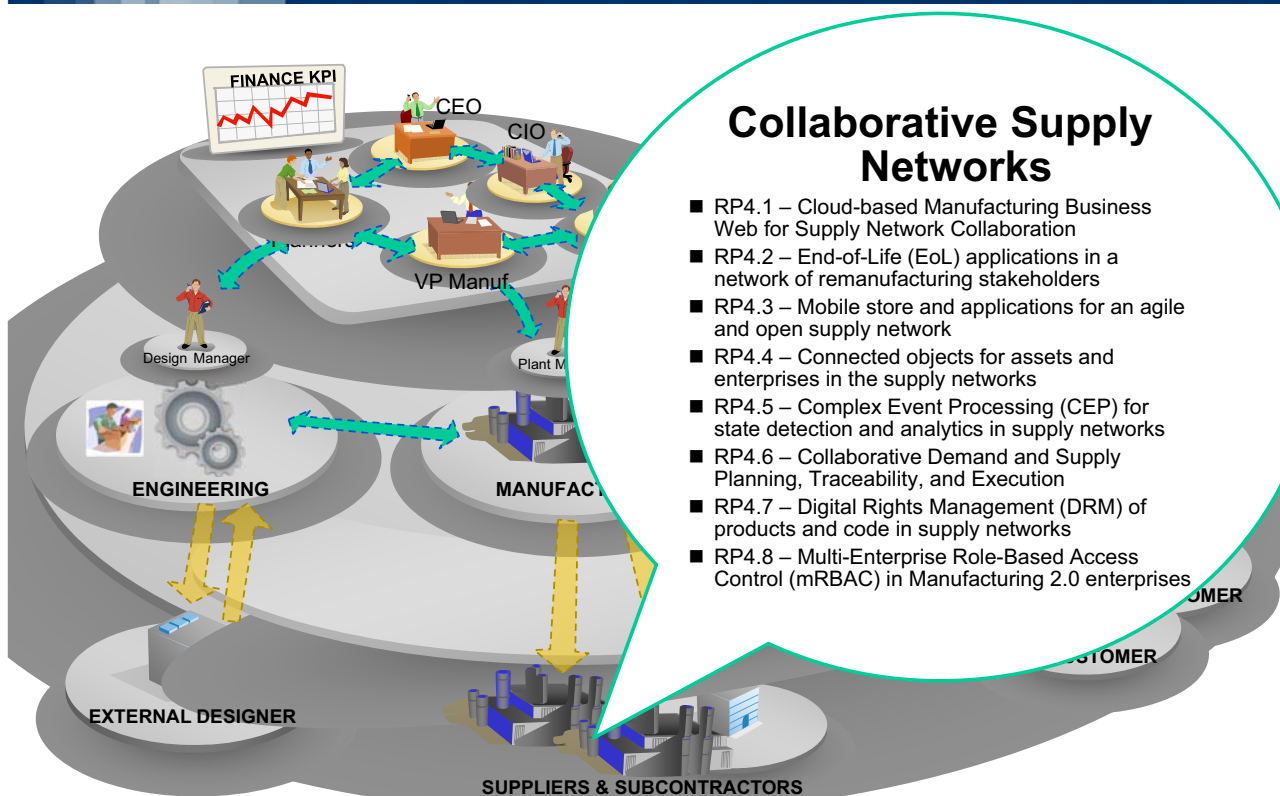 FINANCE KPI
CEO
CIO
VP Manuf.
Design Manager
Plant M
ENGINEERING
MANUFACT
EXTERNAL DESIGNER
SUPPLIERS & SUBCONTRACTORS
Collaborative Supply
Networks
■ RP4.1 – Cloud-based Manufacturing Business
Web for Supply Network Collaboration
■ RP4.2 – End-of-Life (EoL) applications in a
network of remanufacturing stakeholders
■ RP4.3 – Mobile store and applications for an agile
and open supply network
■ RP4.4 – Connected objects for assets and
enterprises in the supply networks
■ RP4.5 – Complex Event Processing (CEP) for
state detection and analytics in supply networks
■ RP4.6 – Collaborative Demand and Supply
Planning, Traceability, and Execution
■ RP4.7 – Digital Rights Management (DRM) of
products and code in supply networks
■ RP4.8 – Multi-Enterprise Role-Based Access
Control (mRBAC) in Manufacturing 2.0 enterprises
OMER
STOMER